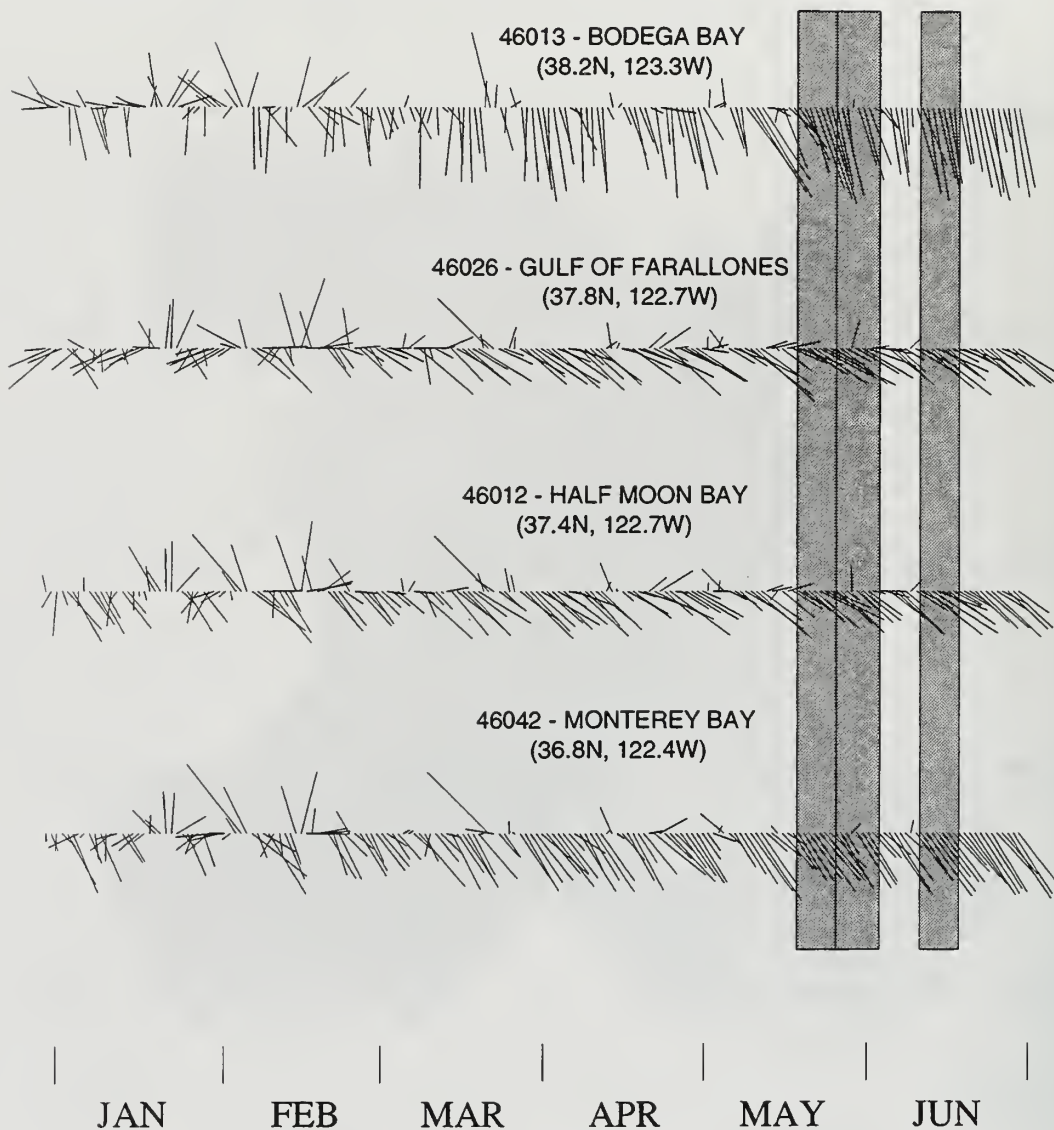 46013 - BODEGA BAY
(38.2N, 123.3W)
46026 - GULF OF FARALLONES
(37.8N, 122.7W)
46012 - HALF MOON BAY
(37.4N, 122.7W)
46042 - MONTEREY BAY
(36.8N, 122.4W)
JAN FEB MAR APR MAY JUN